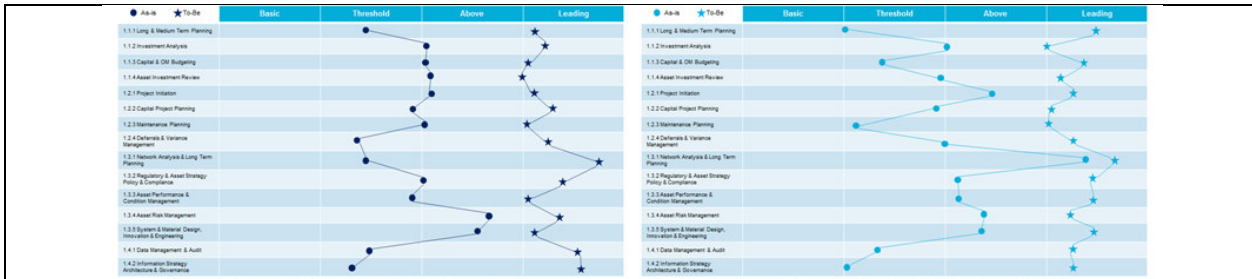 As-is To-Be Basic Threshold Above Leading
1.1.1 Long & Medium Term Planning
1.1.2 Investment Analysis
1.1.3 Capital & OM Budgeting
1.1.4 Asset Investment Review
1.2.1 Project Initiation
1.2.2 Capital Project Planning
1.2.3 Maintenance Planning
1.2.4 Deferrals & Variance
Management
1.3.1 Network Analysis & Long Term
Planning
1.3.2 Regulatory & Asset Strategy
Policy & Compliance
1.3.3 Asset Performance &
Condition Management
1.3.4 Asset Risk Management
1.3.5 System & Material Design,
Innovation & Engineering
1.4.1 Data Management & Audit
1.4.2 Information Strategy
Architecture & Governance
As-is To-Be Basic Threshold Above Leading
1.1.1 Long & Medium Term Planning
1.1.2 Investment Analysis
1.1.3 Capital & OM Budgeting
1.1.4 Asset Investment Review
1.2.1 Project Initiation
1.2.2 Capital Project Planning
1.2.3 Maintenance Planning
1.2.4 Deferrals & Variance
Management
1.3.1 Network Analysis & Long Term
Planning
1.3.2 Regulatory & Asset Strategy
Policy & Compliance
1.3.3 Asset Performance &
Condition Management
1.3.4 Asset Risk Management
1.3.5 System & Material Design,
Innovation & Engineering
1.4.1 Data Management & Audit
1.4.2 Information Strategy
Architecture & Governance